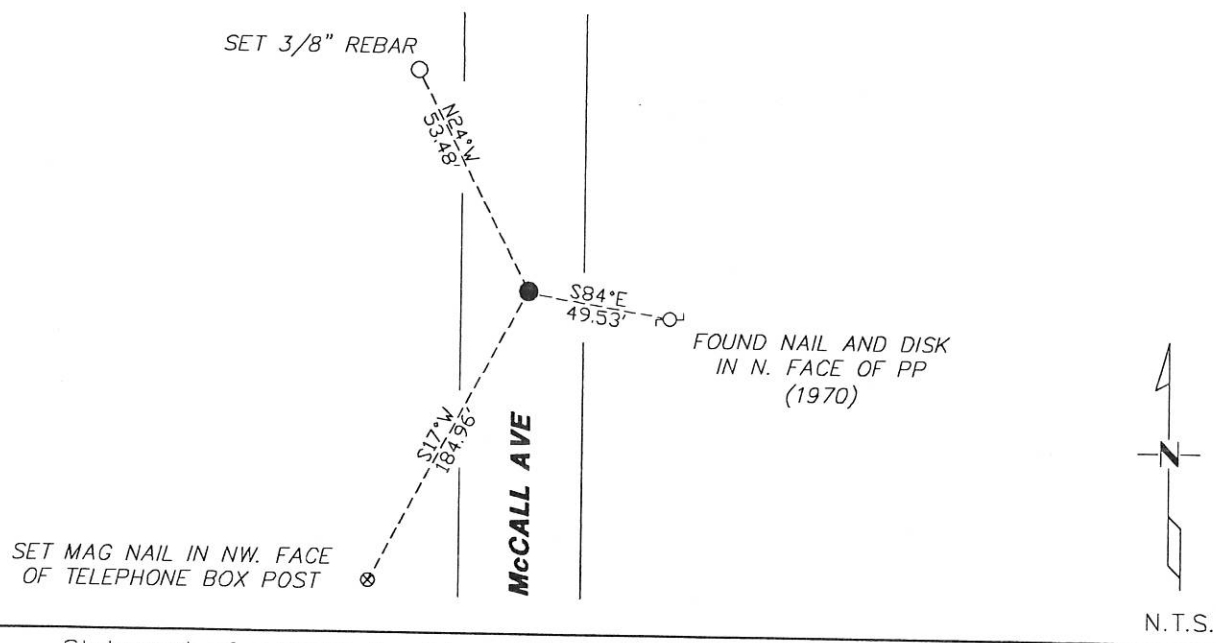 SET 3/8" REBAR
N24°W
53.48'
S84°E
49.53'
FOUND NAIL AND DISK
IN N. FACE OF PP
(1970)
S17°W
184.96'
McCALL AVE
SET MAG NAIL IN NW. FACE
OF TELEPHONE BOX POST
N
N.T.S.